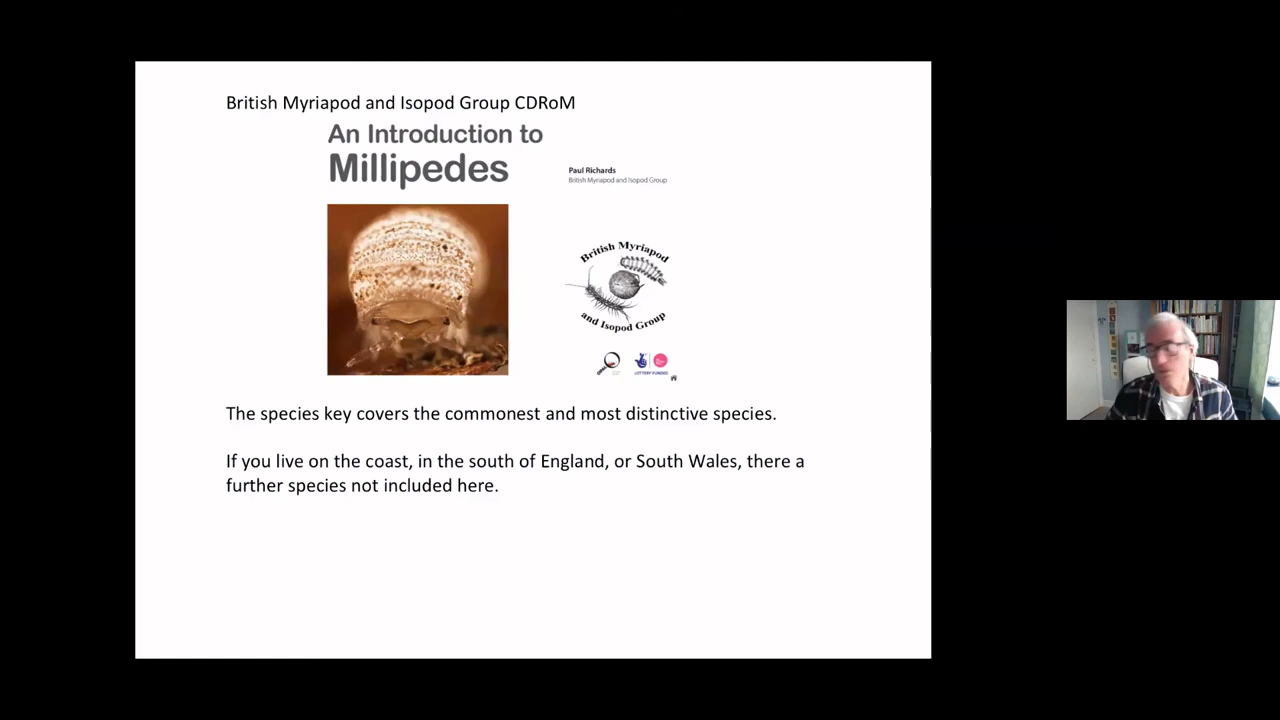 British Myriapod and Isopod Group CDRoM
An Introduction to
Millipedes
Paul Richards
British Myriapod and Isopod Group
British Myriapod
and Isopod Group
OPAL
LOTTERY FUNDED
The species key covers the commonest and most distinctive species.
If you live on the coast, in the south of England, or South Wales, there a
further species not included here.